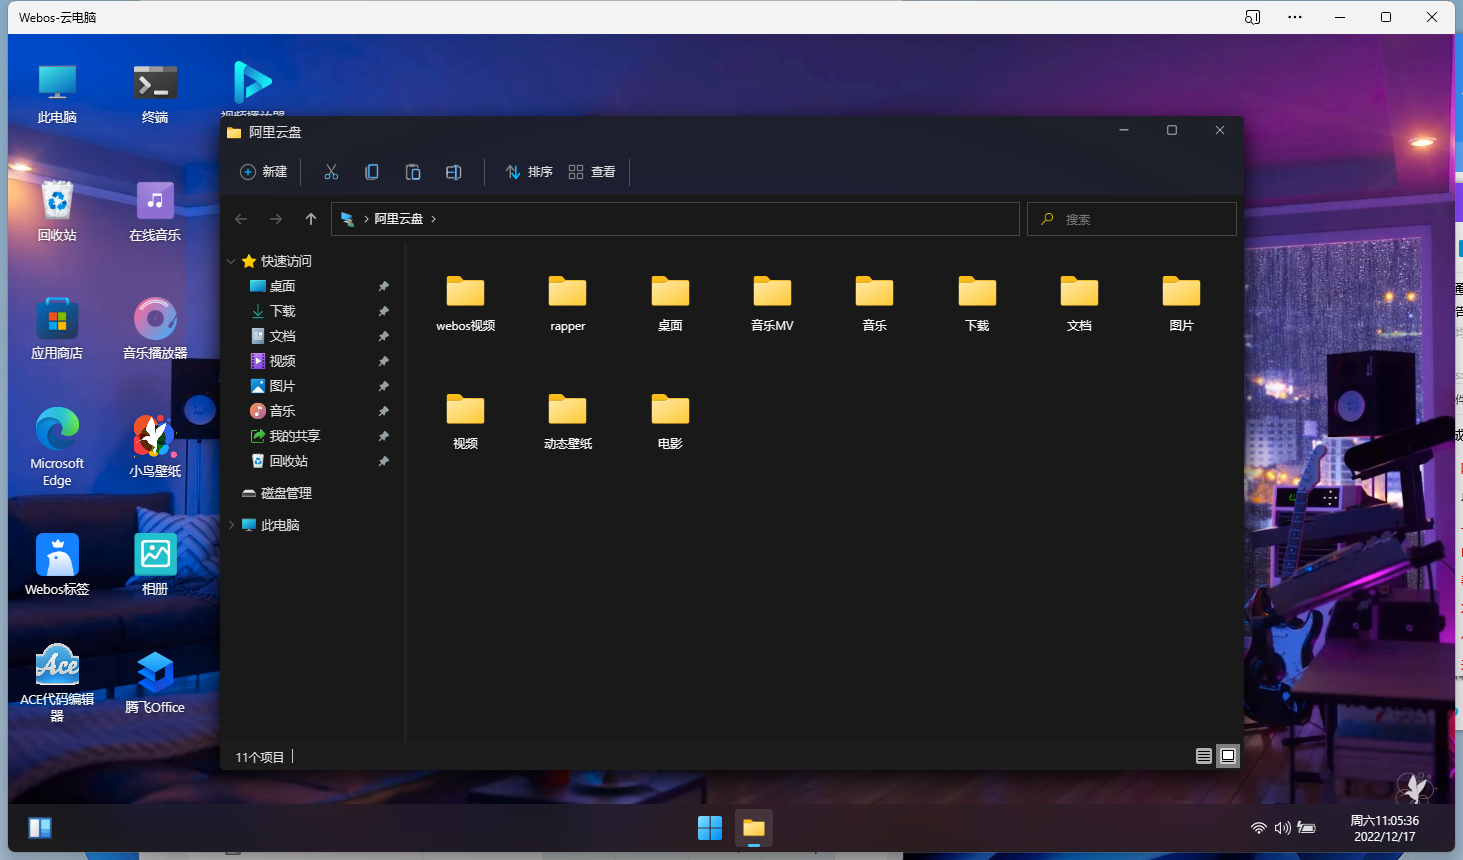 Webos-云电脑
此电脑
终端
视频播放器
回收站
在线音乐
应用商店
音乐播放器
Microsoft
Edge
小鸟壁纸
Webos标签
相册
Ace
ACE代码编辑
器
腾飞Office
阿里云盘
新建
排序
查看
阿里云盘
搜索
快速访问
桌面
下载
文档
视频
图片
音乐
我的共享
回收站
磁盘管理
此电脑
webos视频
rapper
桌面
音乐MV
音乐
下载
文档
图片
视频
动态壁纸
电影
11个项目
周六11:05:36
2022/12/17